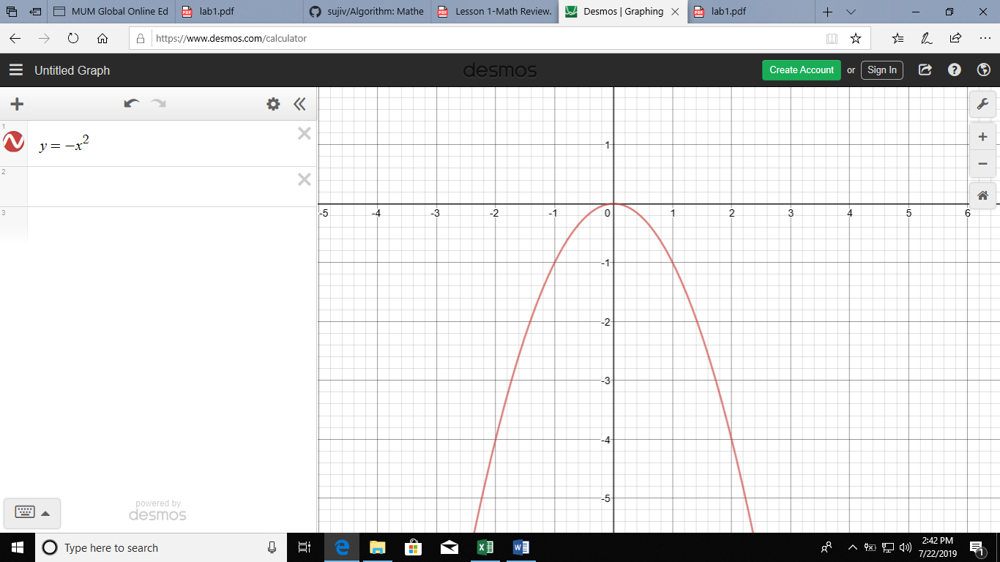 MUM Global Online Ed
lab1.pdf
sujiv/Algorithm: Mathe
Lesson 1-Math Review.
Desmos | Graphing
lab1.pdf
https://www.desmos.com/calculator
Untitled Graph
desmos
Create Account
or
Sign In
1
y = −x²
2
3
1
-5 -4 -3 -2 -1 0 1 2 3 4 5 6
-1
-2
-3
-4
-5
powered by
desmos
Type here to search
2:42 PM
7/22/2019
1